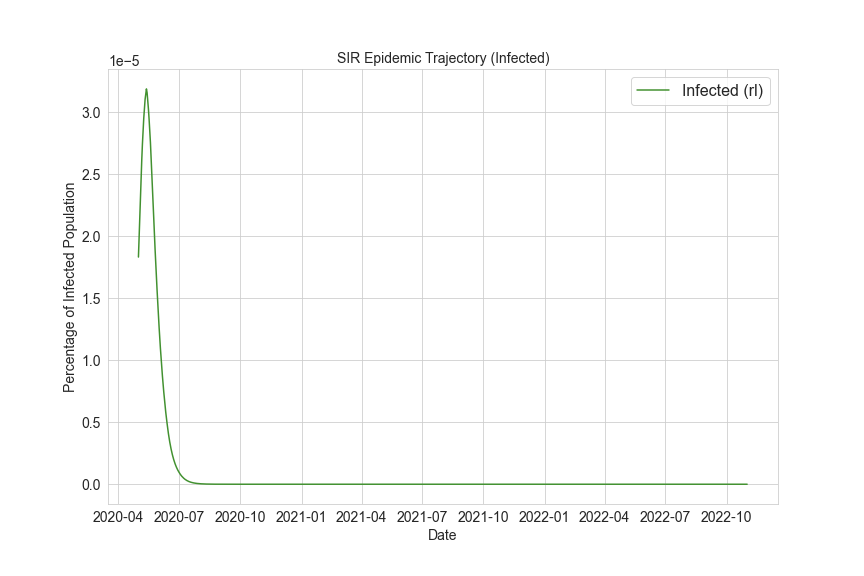 SIR Epidemic Trajectory (Infected)
1e−5
Infected (rl)
3.0
2.5
2.0
1.5
1.0
0.5
0.0
Percentage of Infected Population
2020-04 2020-07 2020-10 2021-01 2021-04 2021-07 2021-10 2022-01 2022-04 2022-07 2022-10
Date